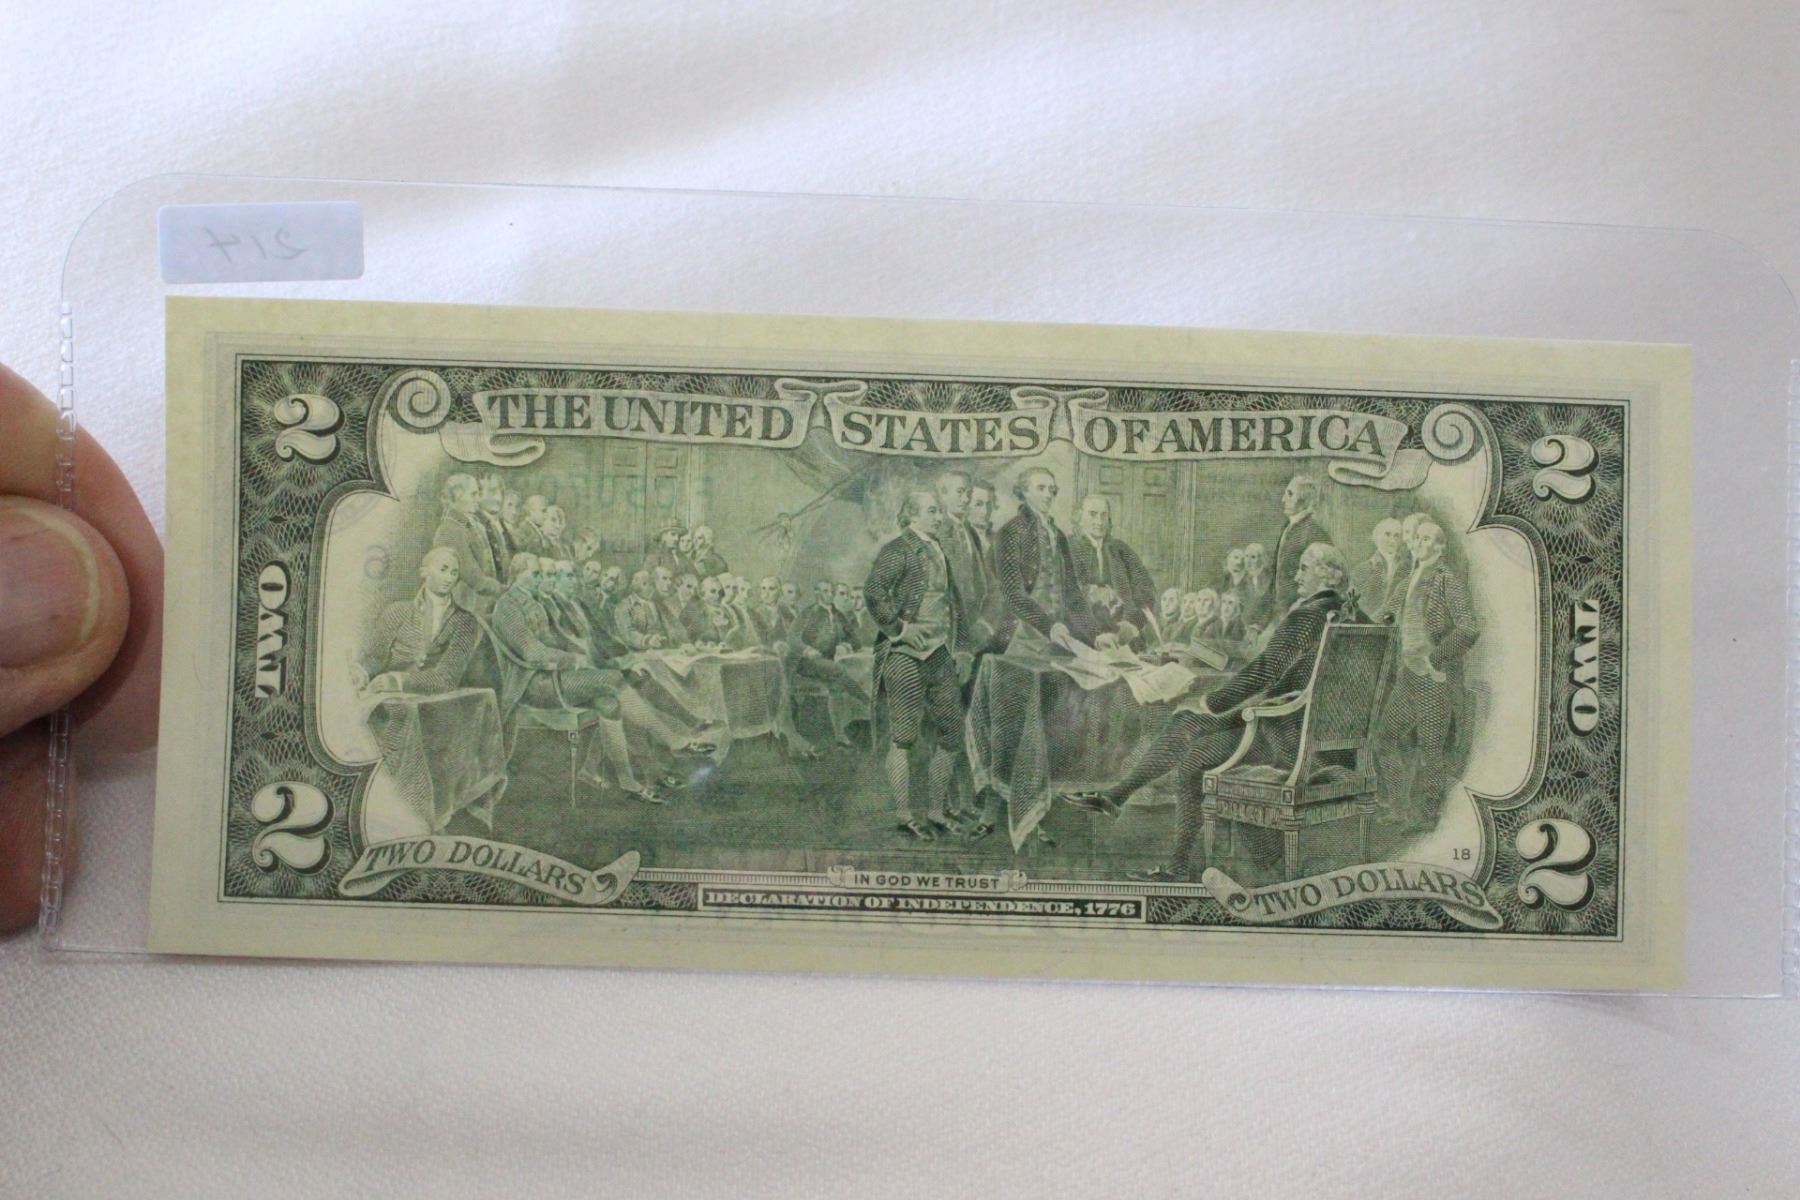 214
2 THE UNITED STATES OF AMERICA 2
TWO
TWO
2 TWO DOLLARS
18
IN GOD WE TRUST
TWO DOLLARS 2
DECLARATION OF INDEPENDENCE, 1776